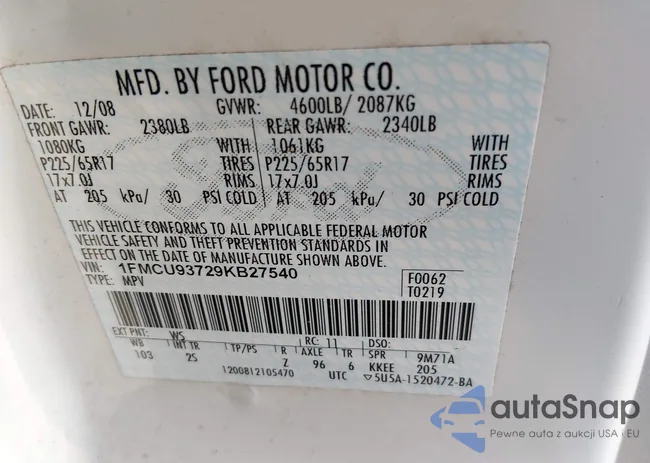 MFD. BY FORD MOTOR CO.
DATE: 12/08 GVWR: 4600LB/ 2087KG
FRONT GAWR: 2380LB REAR GAWR: 2340LB
1080KG WITH 1061KG WITH
P225/65R17 TIRES P225/65R17 TIRES
17x7.0J RIMS 17x7.0J RIMS
AT 205 kPa/ 30 PSI COLD AT 205 kPa/ 30 PSI COLD
Ford
THIS VEHICLE CONFORMS TO ALL APPLICABLE FEDERAL MOTOR
VEHICLE SAFETY AND THEFT PREVENTION STANDARDS IN
EFFECT ON THE DATE OF MANUFACTURE SHOWN ABOVE.
VIN: 1FMCU93729KB27540 F0062
TYPE: MPV T0219
EXT PNT: WS RC: 11 DSO:
WB INT TR TP/PS R AXLE TR SPR 9M71A
103 2S Z 96 6 KKEE 205
1200812105470 UTC ▽5U5A-1520472-BA
autaSnap
Pewne auta z aukcji USA i EU